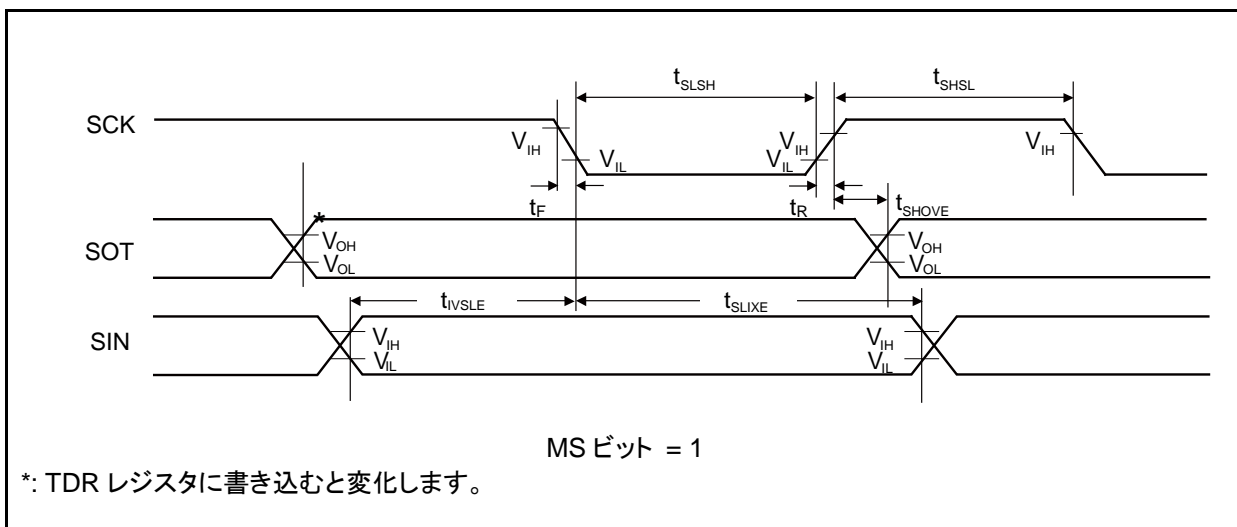 tSLSH
tSHSL
SCK
VIH
VIL
VIH
VIL
VIH
tF
tR
tSHOVE
*
SOT
VOH
VOL
VOH
VOL
tIVSLE
tSLIXE
SIN
VIH
VIL
VIH
VIL
MS ビット = 1
*: TDR レジスタに書き込むと変化します。